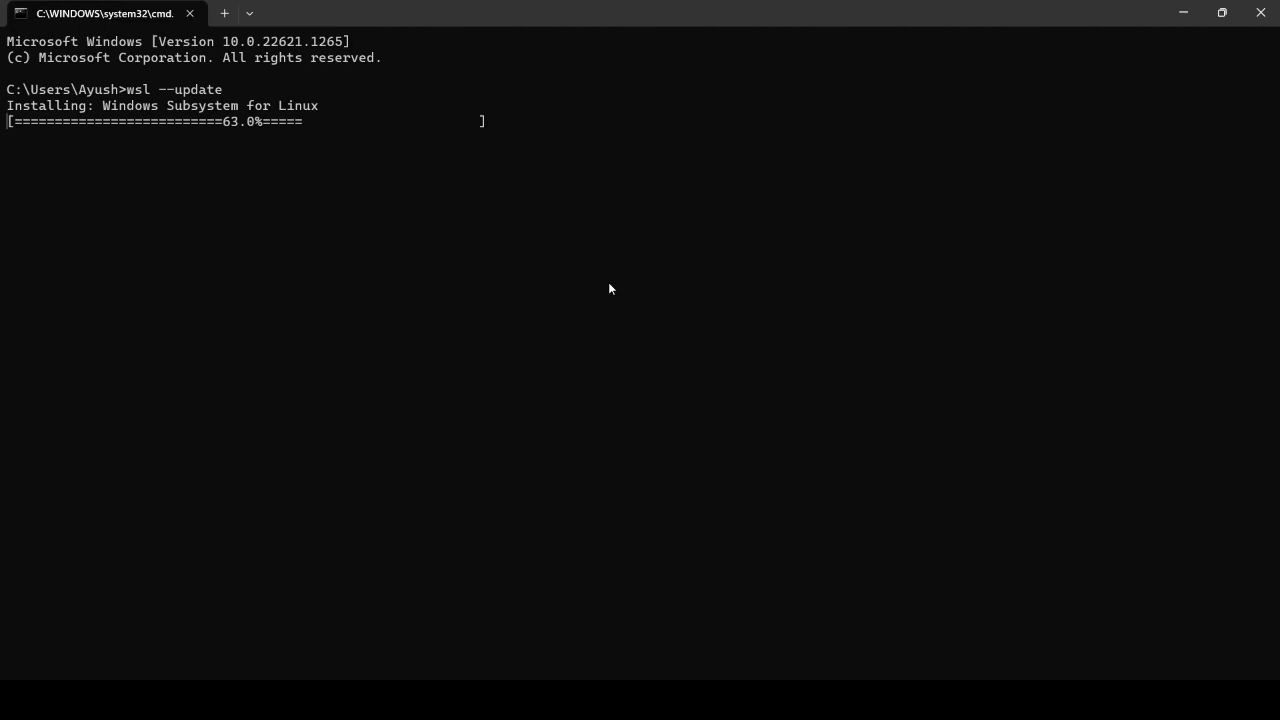 C:\WINDOWS\system32\cmd.
Microsoft Windows [Version 10.0.22621.1265]
(c) Microsoft Corporation. All rights reserved.
C:\Users\Ayush>wsl --update
Installing: Windows Subsystem for Linux
[==========================63.0%===== ]